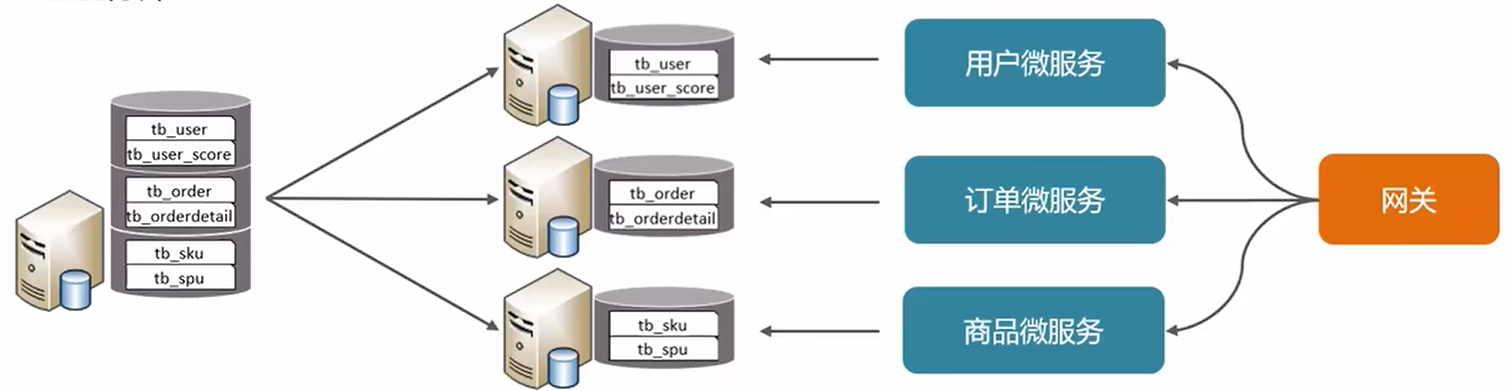 tb_user
tb_user_score
tb_order
tb_orderdetail
tb_sku
tb_spu
tb_user
tb_user_score
tb_order
tb_orderdetail
tb_sku
tb_spu
用户微服务
订单微服务
商品微服务
网关